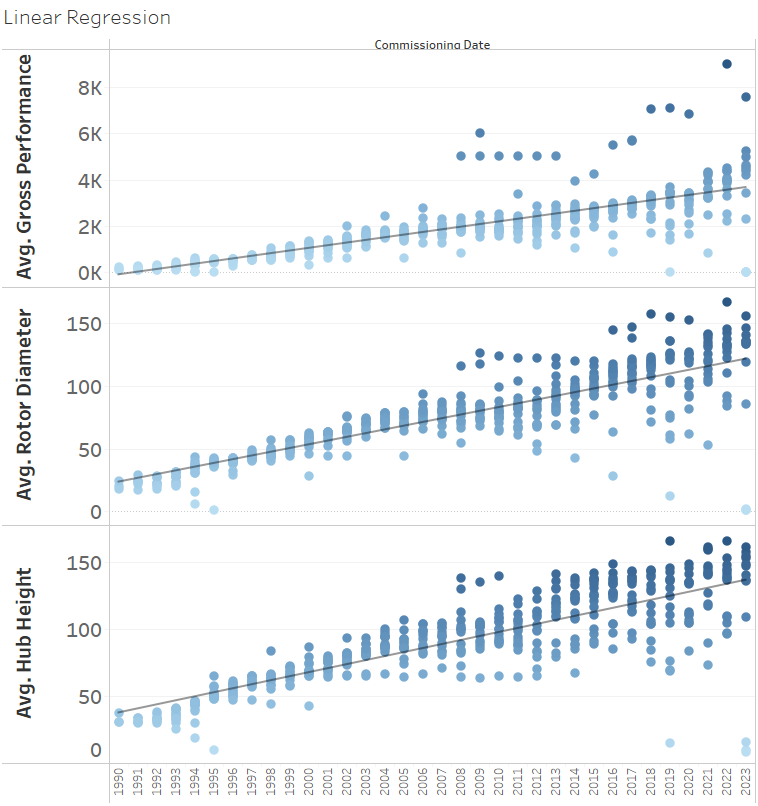 Linear Regression
Commissioning Date
Avg. Gross Performance
8K
6K
4K
2K
0K
Avg. Rotor Diameter
150
100
50
0
Avg. Hub Height
150
100
50
0
1990 1991 1992 1993 1994 1995 1996 1997 1998 1999 2000 2001 2002 2003 2004 2005 2006 2007 2008 2009 2010 2011 2012 2013 2014 2015 2016 2017 2018 2019 2020 2021 2022 2023